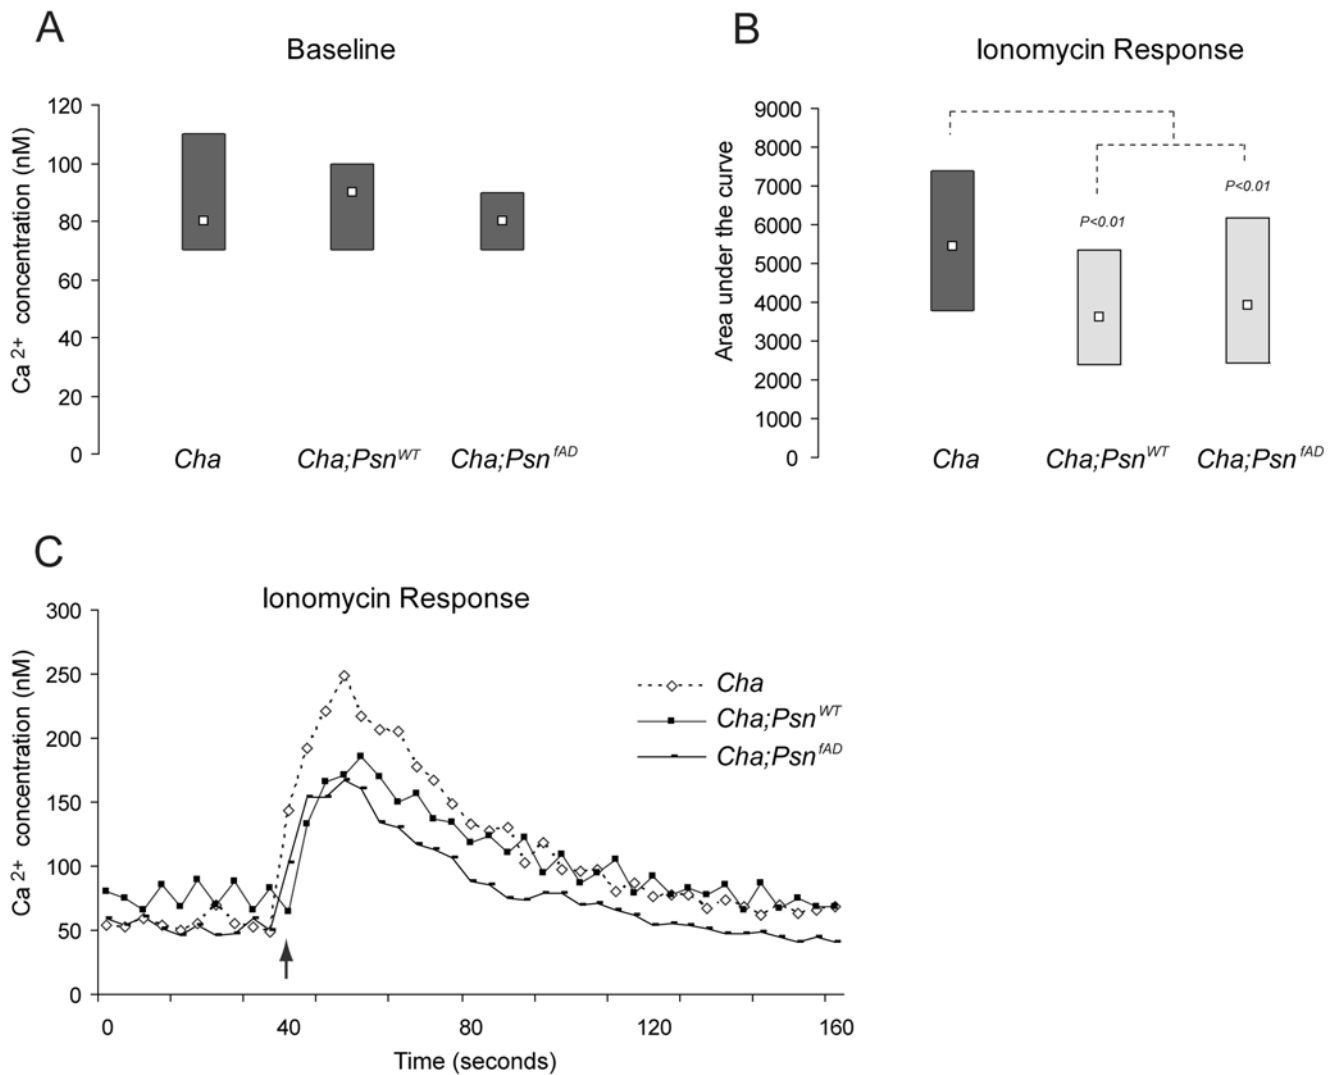 A
Baseline
Ca 2+ concentration (nM)
120
100
80
60
40
20
0
Cha
Cha;Psn WT
Cha;Psn fAD
B
Ionomycin Response
Area under the curve
9000
8000
7000
6000
5000
4000
3000
2000
1000
0
P<0.01
P<0.01
Cha
Cha;Psn WT
Cha;Psn fAD
C
Ionomycin Response
Ca 2+ concentration (nM)
300
250
200
150
100
50
0
Cha
Cha;Psn WT
Cha;Psn fAD
0 40 80 120 160
Time (seconds)